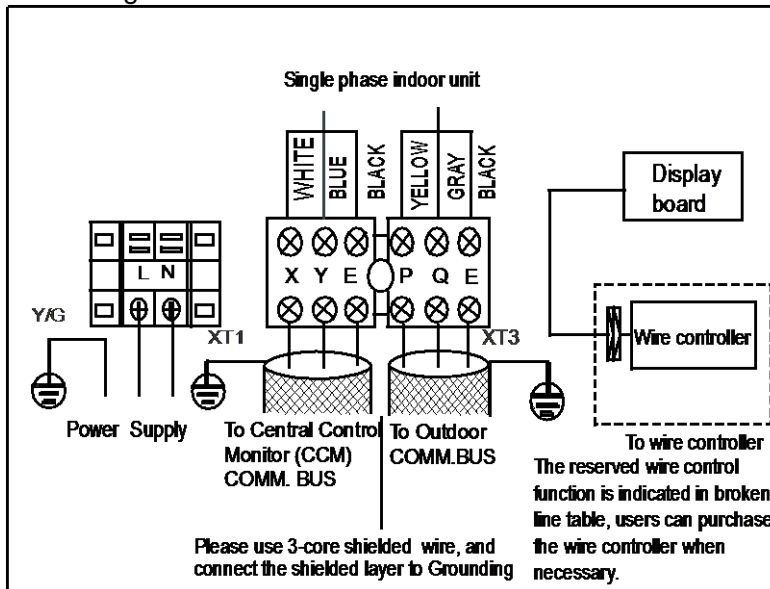 Single phase indoor unit
WHITE
BLUE
BLACK
YELLOW
GRAY
BLACK
Display
board
L N
X Y E P Q E
Y/G
XT1
XT3
Wire controller
Power Supply
To Central Control
Monitor (CCM)
COMM. BUS
To Outdoor
COMM.BUS
To wire controller
The reserved wire control
function is indicated in broken
line table, users can purchase
the wire controller when
necessary.
Please use 3-core shielded wire, and
connect the shielded layer to Grounding